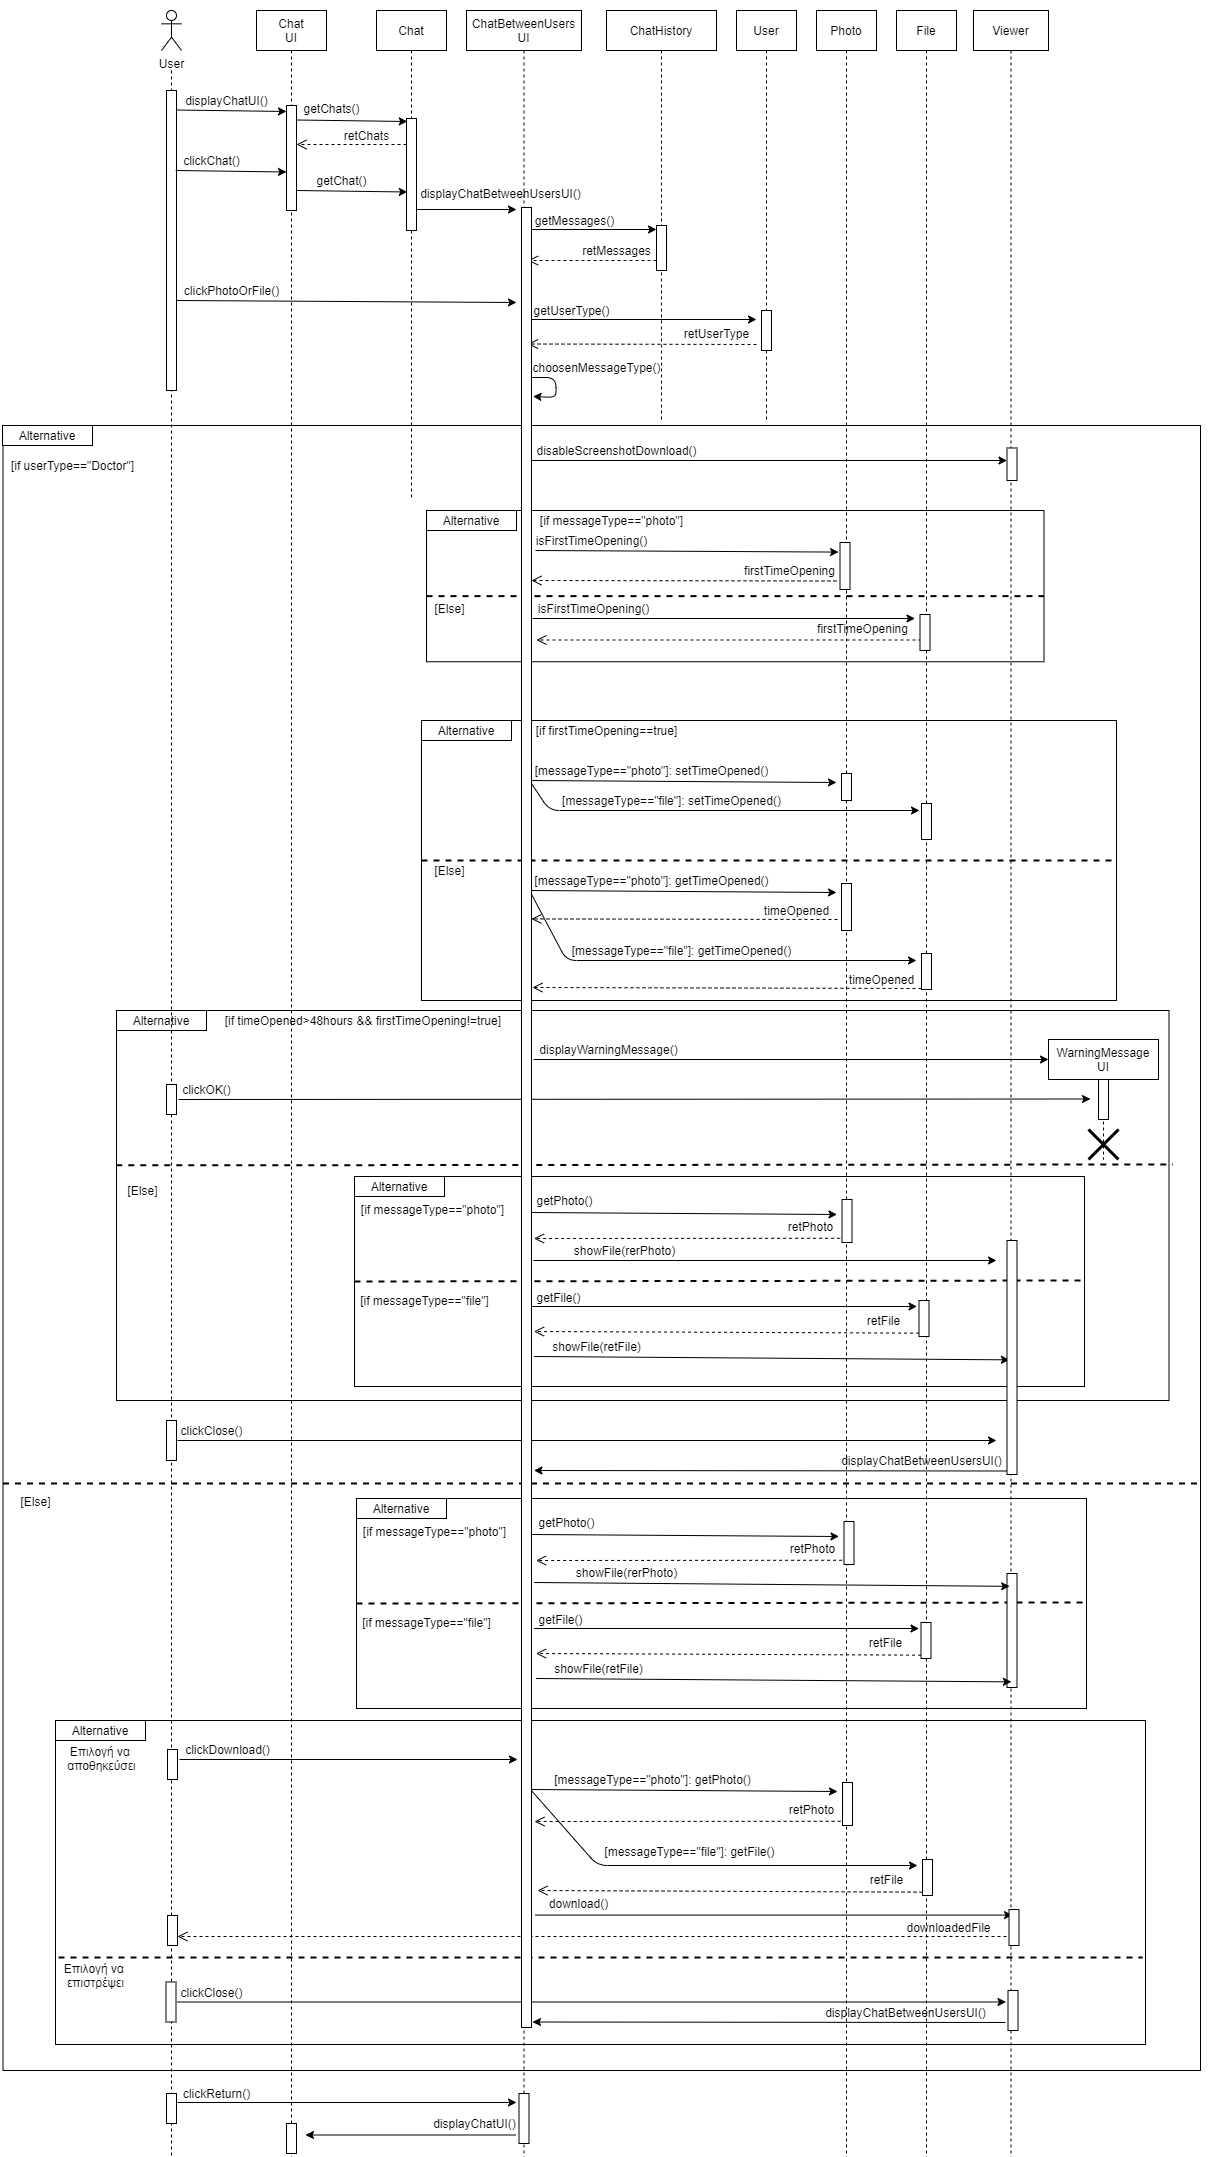 Chat
UI
Chat
ChatBetweenUsers
UI
ChatHistory
User
Photo
File
Viewer
User
displayChatUI()
getChats()
retChats
clickChat()
getChat()
displayChatBetweenUsersUI()
getMessages()
retMessages
clickPhotoOrFile()
getUserType()
retUserType
choosenMessageType()
Alternative
[if userType=="Doctor"]
disableScreenshotDownload()
Alternative
[if messageType=="photo"]
isFirstTimeOpening()
firstTimeOpening
[Else]
isFirstTimeOpening()
firstTimeOpening
Alternative
[if firstTimeOpening==true]
[messageType=="photo"]: setTimeOpened()
[messageType=="file"]: setTimeOpened()
[Else]
[messageType=="photo"]: getTimeOpened()
timeOpened
[messageType=="file"]: getTimeOpened()
timeOpened
Alternative
[if timeOpened>48hours && firstTimeOpening!=true]
displayWarningMessage()
WarningMessage
UI
clickOK()
[Else]
Alternative
[if messageType=="photo"]
getPhoto()
retPhoto
showFile(rerPhoto)
[if messageType=="file"]
getFile()
retFile
showFile(retFile)
clickClose()
displayChatBetweenUsersUI()
[Else]
Alternative
[if messageType=="photo"]
getPhoto()
retPhoto
showFile(rerPhoto)
[if messageType=="file"]
getFile()
retFile
showFile(retFile)
Alternative
Επιλογή να
αποθηκεύσει
clickDownload()
[messageType=="photo"]: getPhoto()
retPhoto
[messageType=="file"]: getFile()
retFile
download()
downloadedFile
Επιλογή να
επιστρέψει
clickClose()
displayChatBetweenUsersUI()
clickReturn()
displayChatUI()